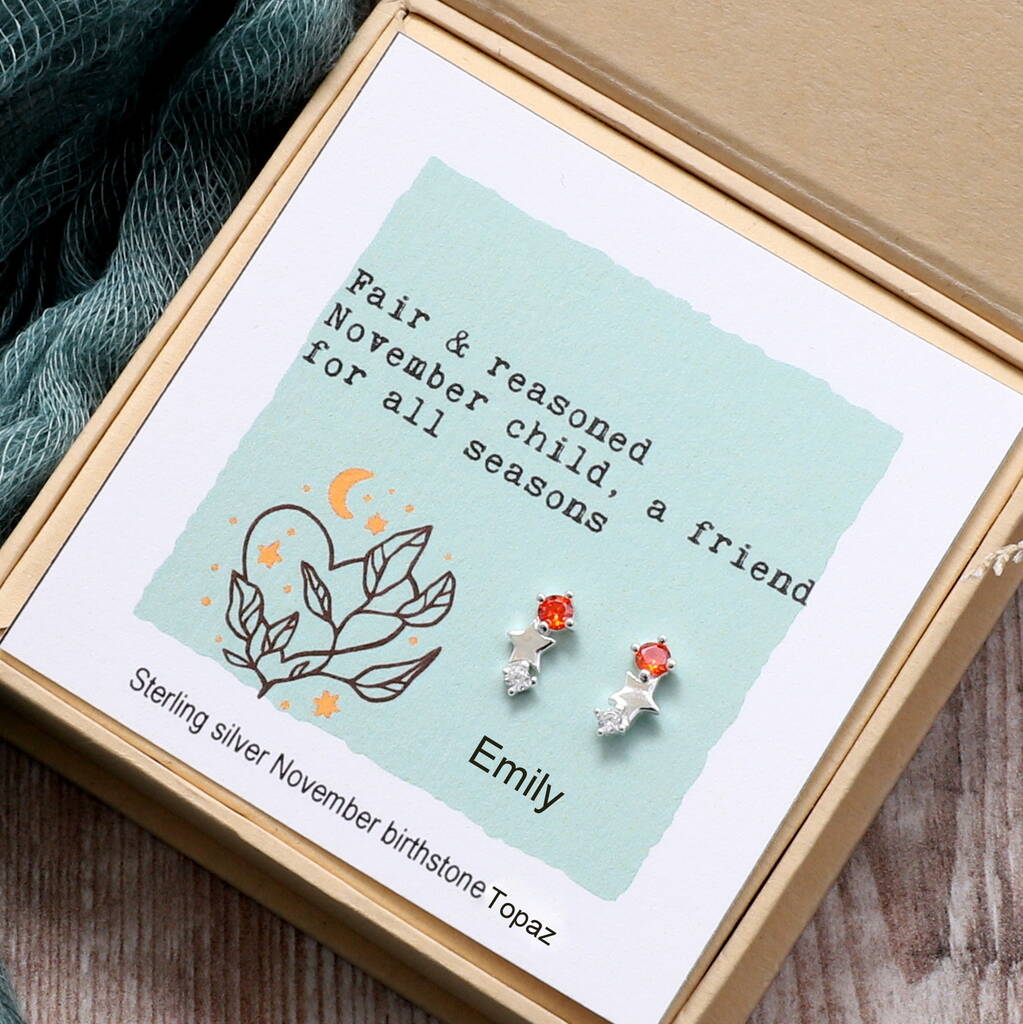 Fair & reasoned
November child, a friend
for all seasons
Emily
Sterling silver November birthstone Topaz